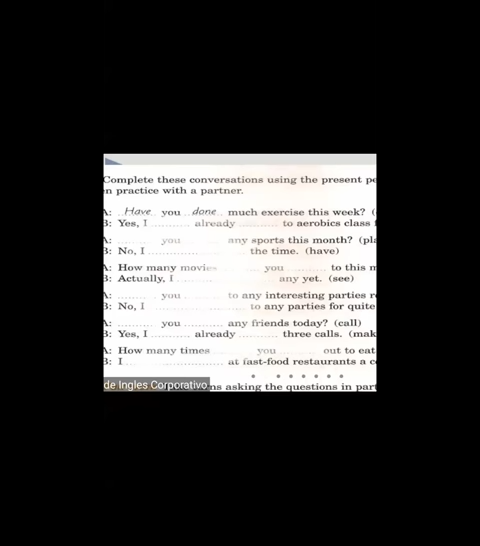 Complete these conversations using the present pe
n practice with a partner.
A: Have you done much exercise this week? (
B: Yes, I .......... already .......... to aerobics class
A: .......... you .......... any sports this month? (pla
B: No, I .......... the time. (have)
A: How many movies .......... you .......... to this m
B: Actually, I .......... any yet. (see)
A: .......... you .......... to any interesting parties r
B: No, I .......... to any parties for quite
A: .......... you .......... any friends today? (call)
B: Yes, I .......... already .......... three calls. (mak
A: How many times .......... you .......... out to eat
B: I .......... at fast-food restaurants a c
de Ingles Corporativo
ns asking the questions in part